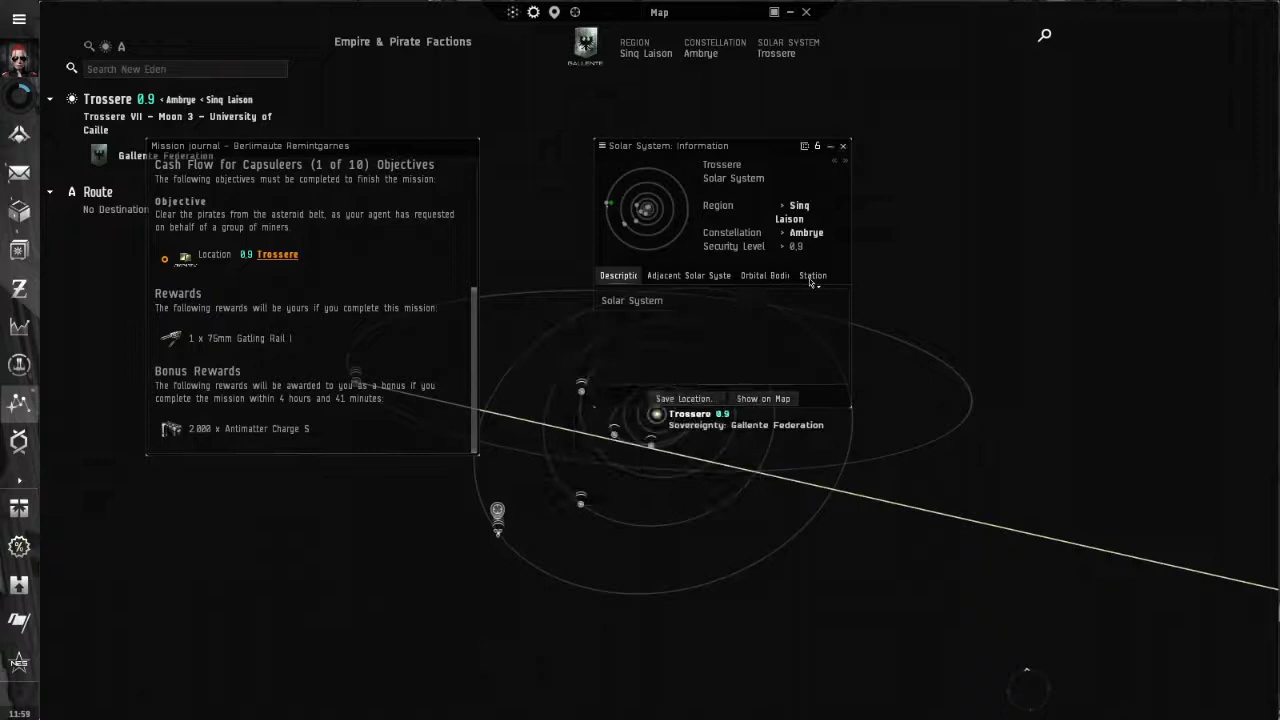 Map
Empire & Pirate Factions
GALLENTE
REGION
Sinq Laison
CONSTELLATION
Ambrye
SOLAR SYSTEM
Trossere
A
Search New Eden
Trossere 0.9 < Ambrye < Sinq Laison
Trossere VII - Moon 3 - University of
Caille
Gallente Federation
A Route
No Destination
Mission journal - Berlimaute Remintgarnes
Cash Flow for Capsuleers (1 of 10) Objectives
The following objectives must be completed to finish the mission:
Objective
Clear the pirates from the asteroid belt, as your agent has requested
on behalf of a group of miners.
Location 0.9 Trossere
Rewards
The following rewards will be yours if you complete this mission:
1 x 75mm Gatling Rail I
Bonus Rewards
The following rewards will be awarded to you as a bonus if you
complete the mission within 4 hours and 41 minutes:
2 000 x Antimatter Charge S
Solar System: Information
Trossere
Solar System
Region > Sinq
Laison
Constellation > Ambrye
Security Level > 0,9
Descriptic Adjacent Solar Syste Orbital Bodi Station
Solar System
Save Location... Show on Map
Trossere 0.9
Sovereignty: Gallente Federation
NES
11:59